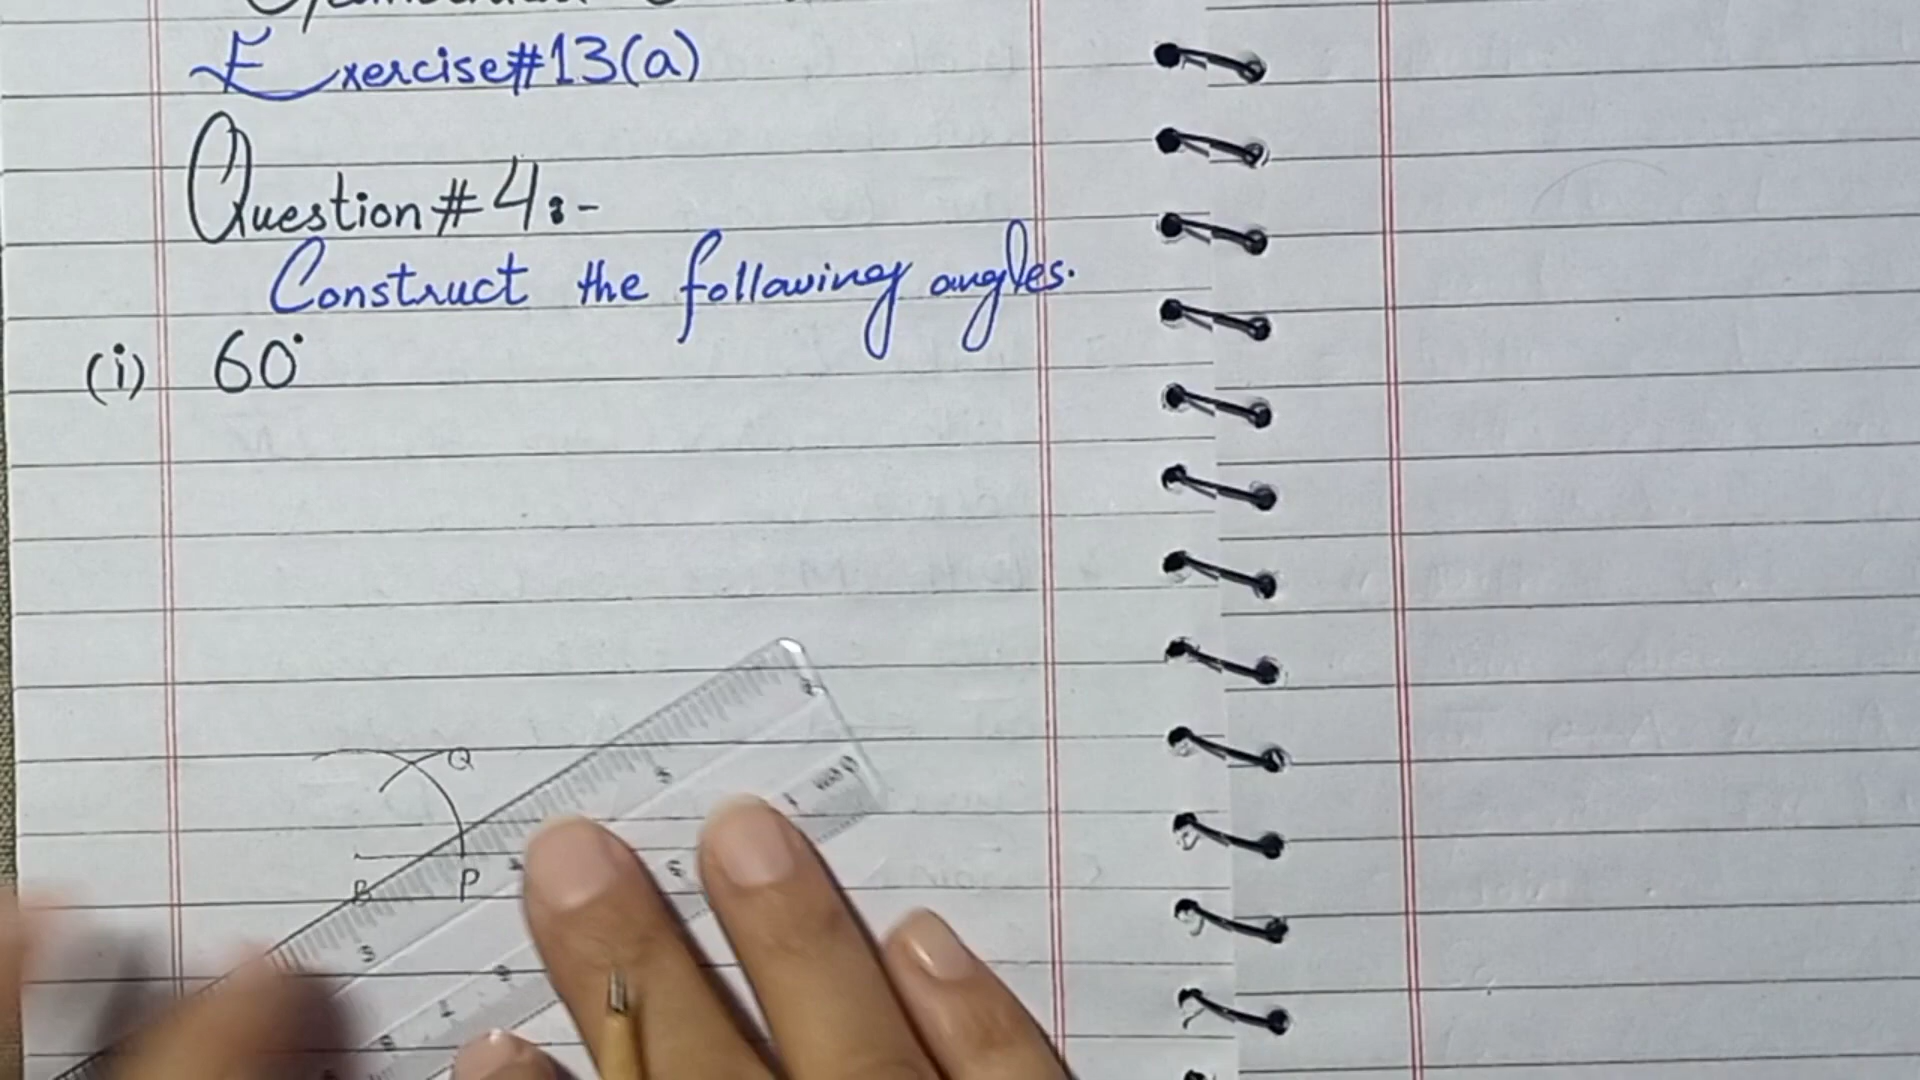 Exercise#13(a)
Question#4:-
Construct the following angles.
(i) 60°
Q
B P